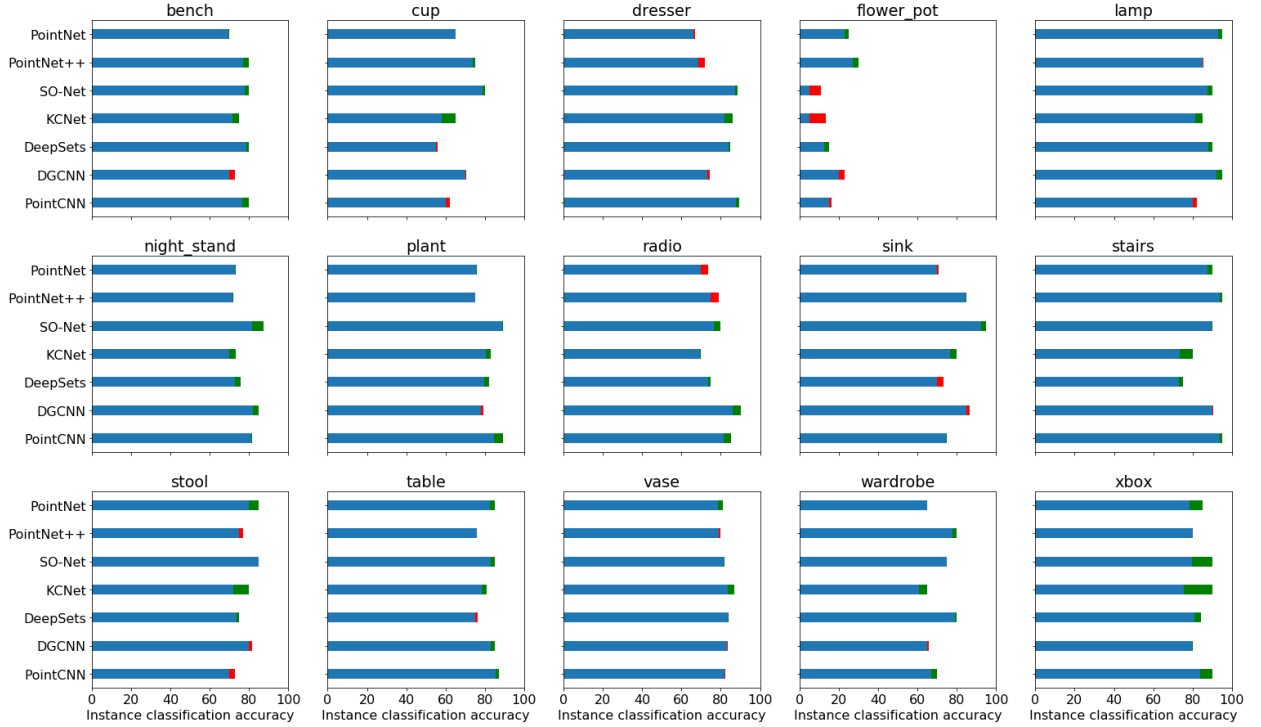 bench cup dresser flower_pot lamp
PointNet
PointNet++
SO-Net
KCNet
DeepSets
DGCNN
PointCNN
night_stand plant radio sink stairs
PointNet
PointNet++
SO-Net
KCNet
DeepSets
DGCNN
PointCNN
stool table vase wardrobe xbox
PointNet
PointNet++
SO-Net
KCNet
DeepSets
DGCNN
PointCNN
0 20 40 60 80 100 0 20 40 60 80 100 0 20 40 60 80 100 0 20 40 60 80 100 0 20 40 60 80 100
Instance classification accuracy Instance classification accuracy Instance classification accuracy Instance classification accuracy Instance classification accuracy